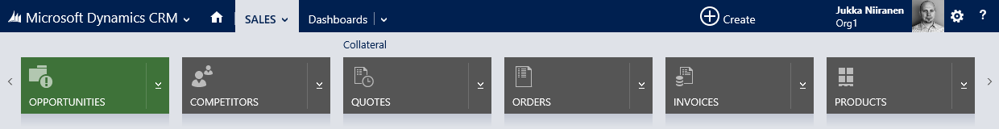 Microsoft Dynamics CRM SALES Dashboards Create Jukka Niiranen ?
Org1
Collateral
OPPORTUNITIES COMPETITORS QUOTES ORDERS INVOICES PRODUCTS